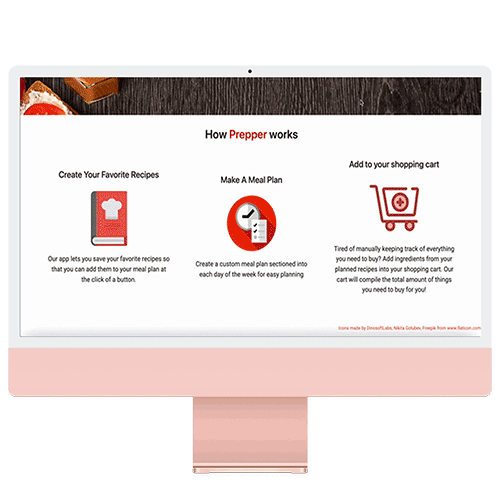 How Prepper works
Create Your Favorite Recipes
Our app lets you save your favorite recipes so
that you can add them to your meal plan at
the click of a button.
Make A Meal Plan
Create a custom meal plan sectioned into
each day of the week for easy planning
Add to your shopping cart
Tired of manually keeping track of everything
you need to buy? Add ingredients from your
planned recipes into your shopping cart. Our
cart will compile the total amount of things
you need to buy for you!
Icons made by DinosoftLabs, Nikita Golubev, Freepik from www.flaticon.com